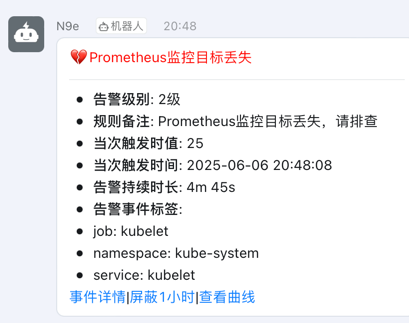 N9e 机器人 20:48
💔Prometheus监控目标丢失
• 告警级别: 2级
• 规则备注: Prometheus监控目标丢失，请排查
• 当次触发时值: 25
• 当次触发时间: 2025-06-06 20:48:08
• 告警持续时长: 4m 45s
• 告警事件标签:
• job: kubelet
• namespace: kube-system
• service: kubelet
事件详情|屏蔽1小时|查看曲线